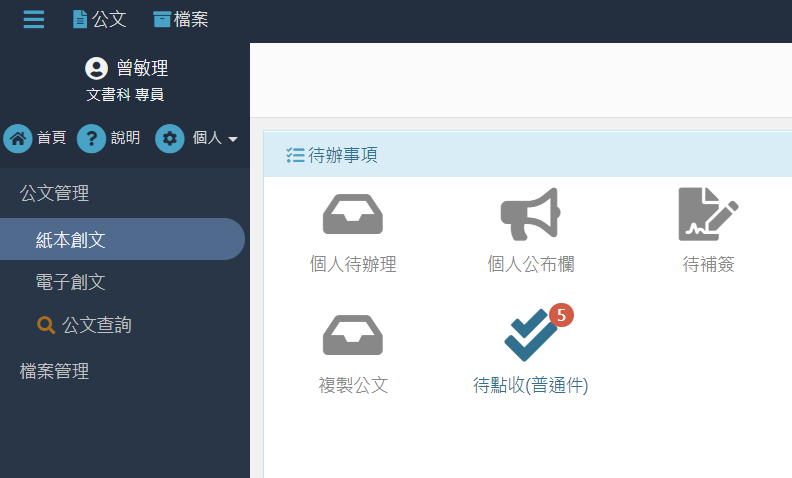 公文 檔案
曾敏理
文書科 專員
首頁 說明 個人
公文管理
紙本創文
電子創文
公文查詢
檔案管理
待辦事項
個人待辦理 個人公布欄 待補簽
5
複製公文 待點收(普通件)